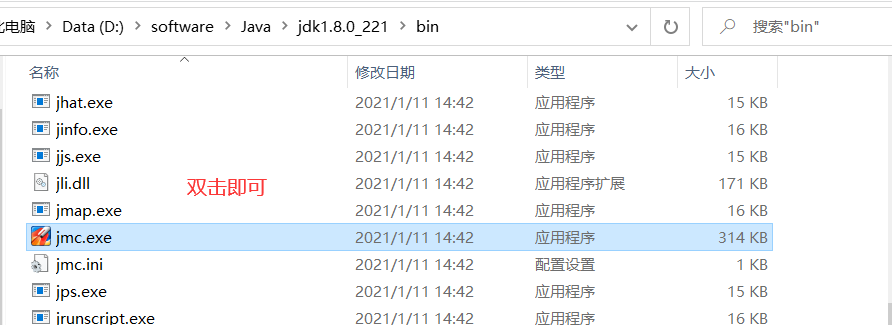 此电脑 > Data (D:) > software > Java > jdk1.8.0_221 > bin 搜索"bin"
名称 修改日期 类型 大小
jhat.exe 2021/1/11 14:42 应用程序 15 KB
jinfo.exe 2021/1/11 14:42 应用程序 16 KB
jjs.exe 2021/1/11 14:42 应用程序 15 KB
jli.dll 2021/1/11 14:42 应用程序扩展 171 KB
双击即可
jmap.exe 2021/1/11 14:42 应用程序 16 KB
jmc.exe 2021/1/11 14:42 应用程序 314 KB
jmc.ini 2021/1/11 14:42 配置设置 1 KB
jps.exe 2021/1/11 14:42 应用程序 15 KB
jrunscript.exe 2021/1/11 14:42 应用程序 16 KB